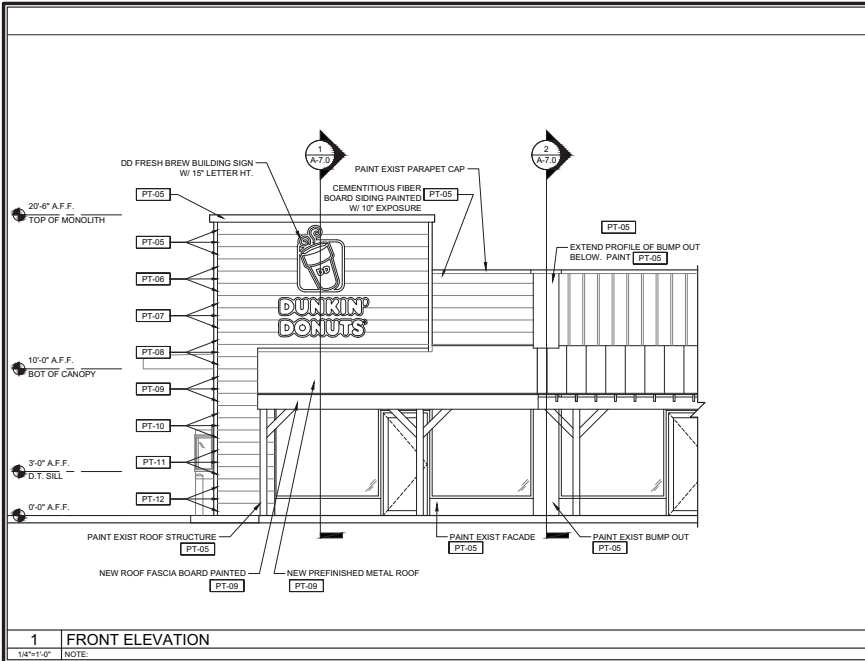 1
A-7.0
2
A-7.0
DD FRESH BREW BUILDING SIGN
W/ 15" LETTER HT.
PAINT EXIST PARAPET CAP
CEMENTITIOUS FIBER
BOARD SIDING PAINTED
W/ 10" EXPOSURE
PT-05
PT-05
20'-6" A.F.F.
TOP OF MONOLITH
PT-05
EXTEND PROFILE OF BUMP OUT
BELOW. PAINT PT-05
PT-05
PT-06
DD
DUNKIN'
DONUTS
PT-07
PT-08
10'-0" A.F.F.
BOT OF CANOPY
PT-09
PT-10
PT-11
3'-0" A.F.F.
D.T. SILL
PT-12
0'-0" A.F.F.
PAINT EXIST ROOF STRUCTURE
PT-05
PAINT EXIST FACADE
PT-05
PAINT EXIST BUMP OUT
PT-05
NEW ROOF FASCIA BOARD PAINTED
PT-09
NEW PREFINISHED METAL ROOF
PT-09
1 FRONT ELEVATION
1/4"=1'-0" NOTE: